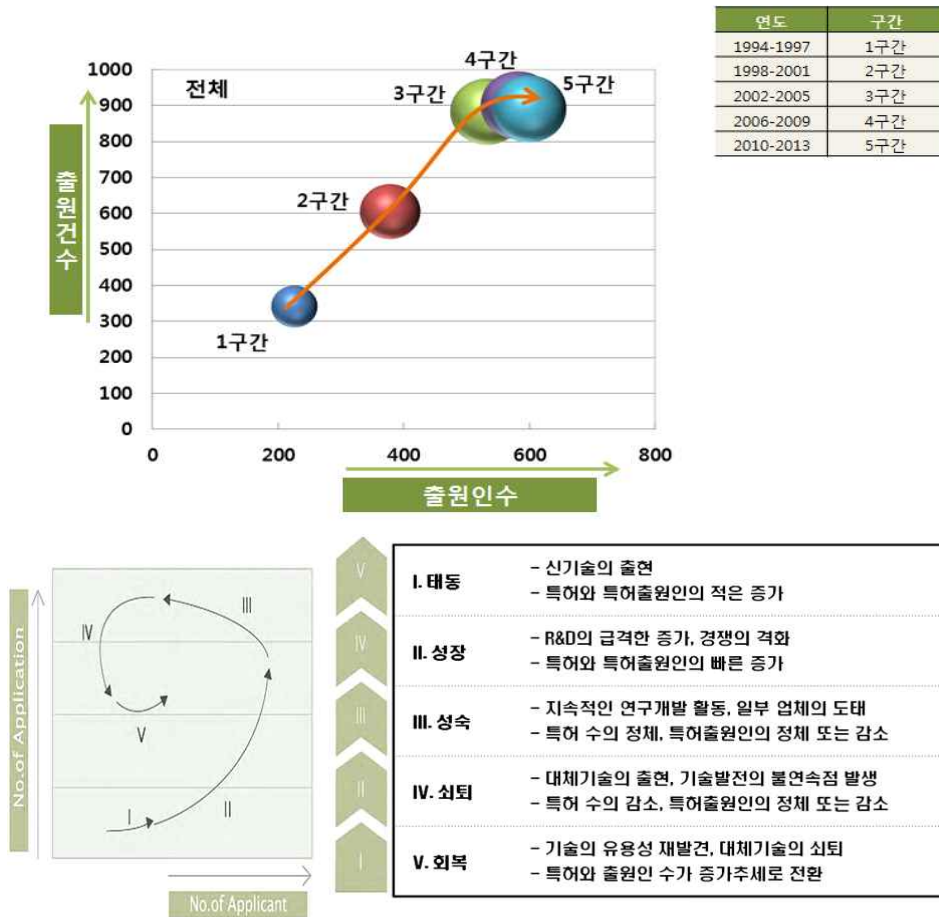 연도 구간
1994-1997 1구간
1998-2001 2구간
2002-2005 3구간
2006-2009 4구간
2010-2013 5구간
전체
출원건수
1000
900
800
700
600
500
400
300
200
100
0
4구간
3구간
5구간
2구간
1구간
0 200 400 600 800
출원인수
No.of Application
III
IV
V
I
II
No.of Applicant
V
IV
III
II
I
I. 태동
- 신기술의 출현
- 특허와 특허출원인의 적은 증가
II. 성장
- R&D의 급격한 증가, 경쟁의 격화
- 특허와 특허출원인의 빠른 증가
III. 성숙
- 지속적인 연구개발 활동, 일부 업체의 도태
- 특허 수의 정체, 특허출원인의 정체 또는 감소
IV. 쇠퇴
- 대체기술의 출현, 기술발전의 불연속점 발생
- 특허 수의 감소, 특허출원인의 정체 또는 감소
V. 회복
- 기술의 유용성 재발견, 대체기술의 쇠퇴
- 특허와 출원인 수가 증가추세로 전환